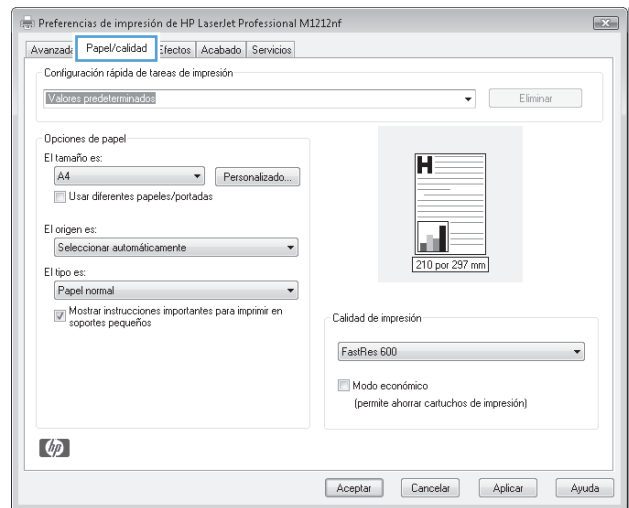 Preferencias de impresión de HP LaserJet Professional M1212nf
Avanzad Papel/calidad Efectos Acabado Servicios
Configuración rápida de tareas de impresión
Valores predeterminados Eliminar
Opciones de papel
El tamaño es:
A4 Personalizado...
Usar diferentes papeles/portadas
El origen es:
Seleccionar automáticamente
El tipo es:
Papel normal
Mostrar instrucciones importantes para imprimir en
soportes pequeños
H
210 por 297 mm
Calidad de impresión
FastRes 600
Modo económico
(permite ahorrar cartuchos de impresión)
hp
Aceptar Cancelar Aplicar Ayuda